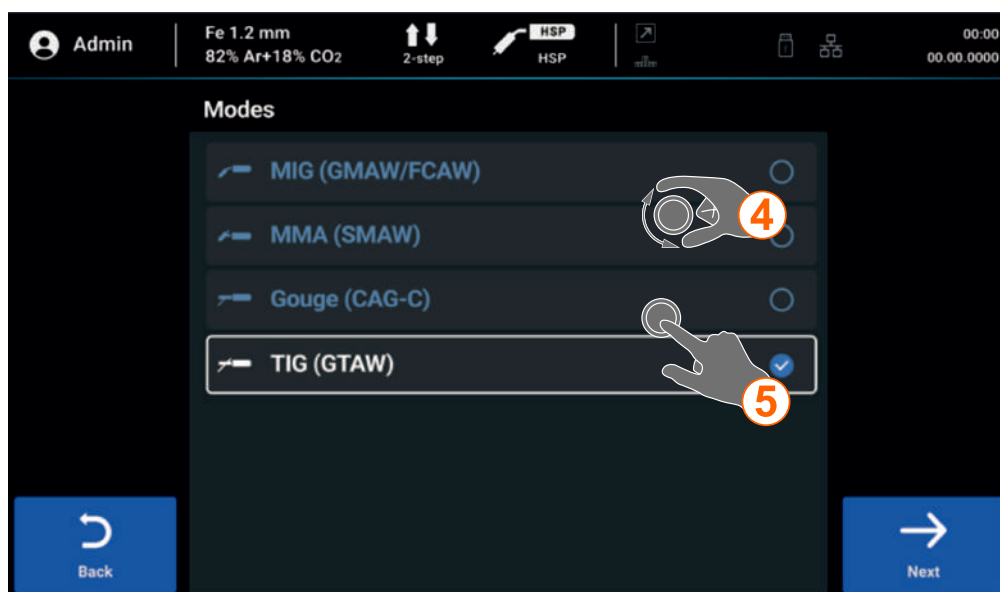 Admin
Fe 1.2 mm
82% Ar+18% CO2
2-step
HSP
HSP
00:00
00.00.0000
Modes
MIG (GMAW/FCAW)
4
MMA (SMAW)
Gouge (CAG-C)
TIG (GTAW)
5
Back
Next